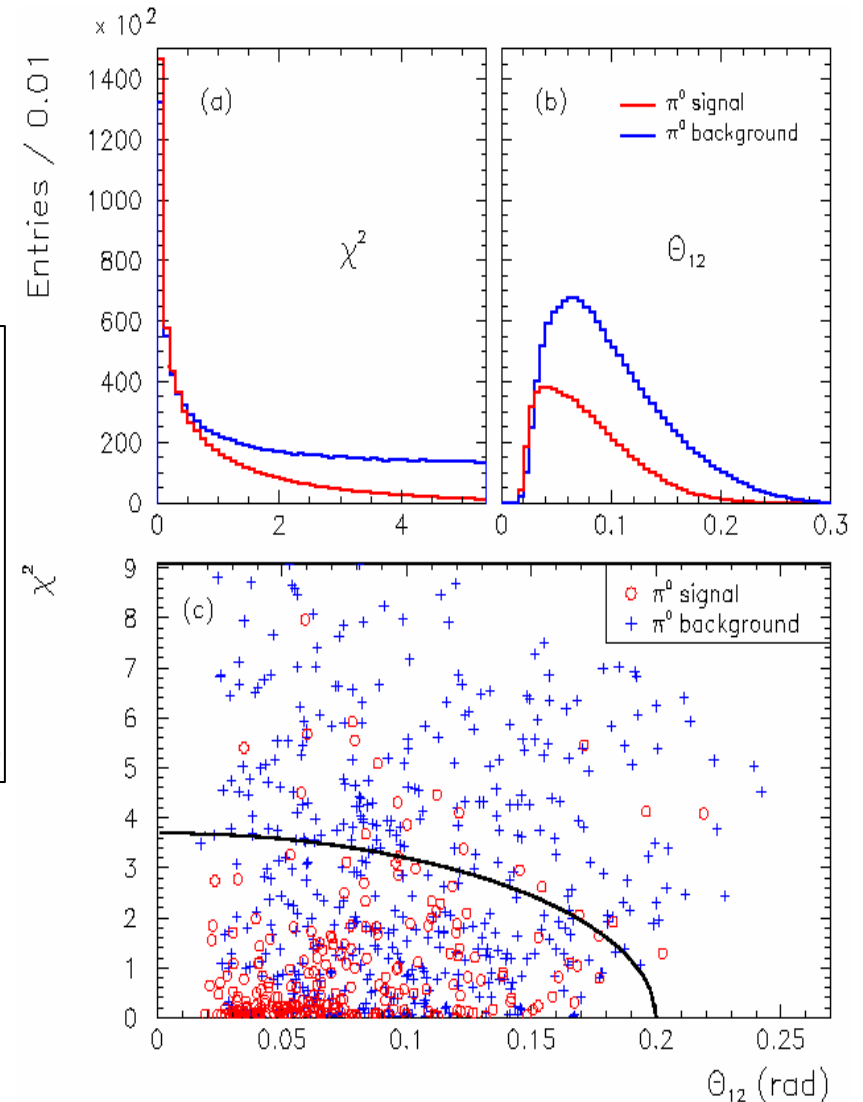 × 10²
Entries / 0.01
1400
1200
1000
800
600
400
200
0
(a)
χ²
0 2 4
(b)
π⁰ signal
π⁰ background
Θ₁₂
0 0.1 0.2 0.3
χ²
9
8
7
6
5
4
3
2
1
0
(c)
π⁰ signal
π⁰ background
0 0.05 0.1 0.15 0.2 0.25
Θ₁₂ (rad)